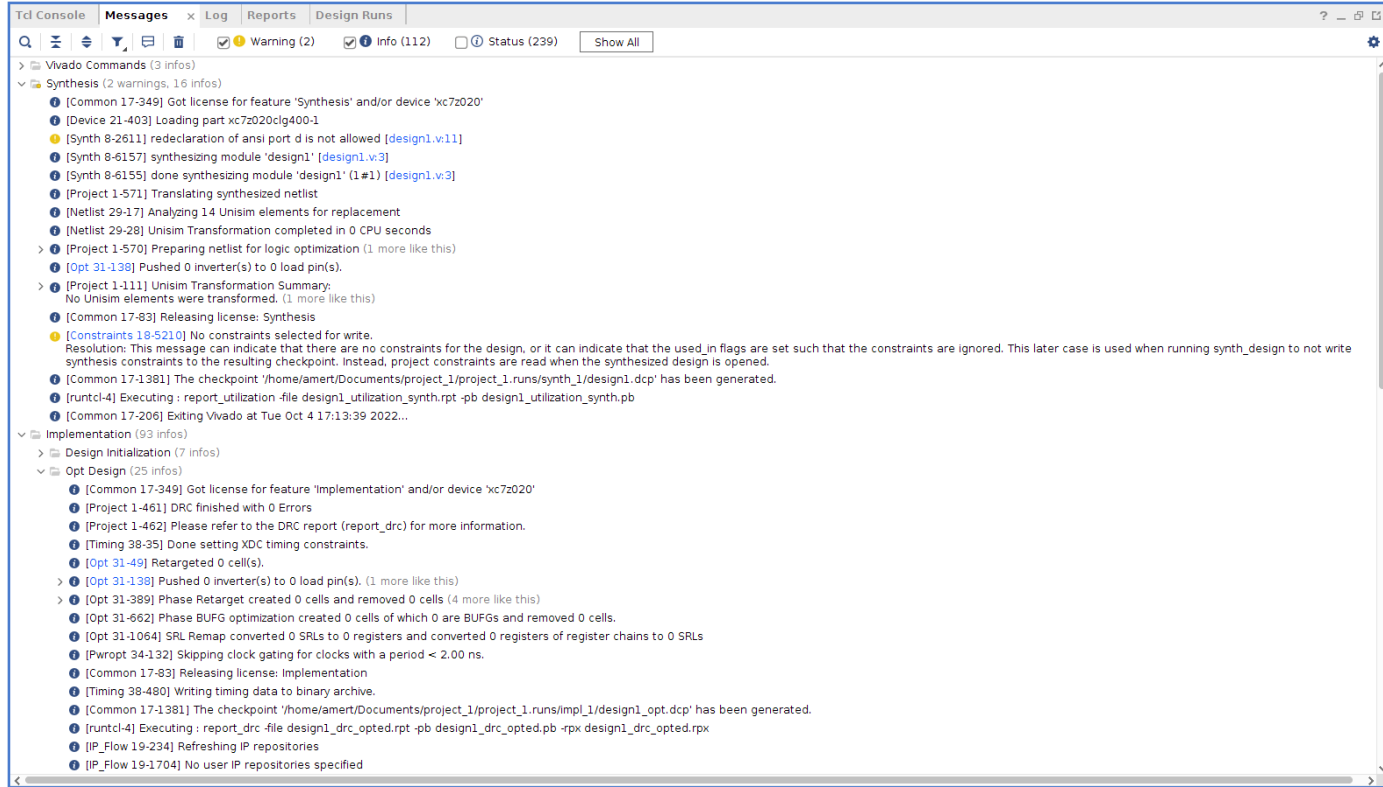 Tcl Console Messages × Log Reports Design Runs ? _
Warning (2) Info (112) Status (239) Show All
Vivado Commands (3 infos)
Synthesis (2 warnings, 16 infos)
[Common 17-349] Got license for feature 'Synthesis' and/or device 'xc7z020'
[Device 21-403] Loading part xc7z020clg400-1
[Synth 8-2611] redeclaration of ansi port d is not allowed [design1.v:11]
[Synth 8-6157] synthesizing module 'design1' [design1.v:3]
[Synth 8-6155] done synthesizing module 'design1' (1#1) [design1.v:3]
[Project 1-571] Translating synthesized netlist
[Netlist 29-17] Analyzing 14 Unisim elements for replacement
[Netlist 29-28] Unisim Transformation completed in 0 CPU seconds
[Project 1-570] Preparing netlist for logic optimization (1 more like this)
[Opt 31-138] Pushed 0 inverter(s) to 0 load pin(s).
[Project 1-111] Unisim Transformation Summary:
No Unisim elements were transformed. (1 more like this)
[Common 17-83] Releasing license: Synthesis
[Constraints 18-5210] No constraints selected for write.
Resolution: This message can indicate that there are no constraints for the design, or it can indicate that the used_in flags are set such that the constraints are ignored. This later case is used when running synth_design to not write
synthesis constraints to the resulting checkpoint. Instead, project constraints are read when the synthesized design is opened.
[Common 17-1381] The checkpoint '/home/amert/Documents/project_1/project_1.runs/synth_1/design1.dcp' has been generated.
[runtcl-4] Executing : report_utilization -file design1_utilization_synth.rpt -pb design1_utilization_synth.pb
[Common 17-206] Exiting Vivado at Tue Oct 4 17:13:39 2022...
Implementation (93 infos)
Design Initialization (7 infos)
Opt Design (25 infos)
[Common 17-349] Got license for feature 'Implementation' and/or device 'xc7z020'
[Project 1-461] DRC finished with 0 Errors
[Project 1-462] Please refer to the DRC report (report_drc) for more information.
[Timing 38-35] Done setting XDC timing constraints.
[Opt 31-49] Retargeted 0 cell(s).
[Opt 31-138] Pushed 0 inverter(s) to 0 load pin(s). (1 more like this)
[Opt 31-389] Phase Retarget created 0 cells and removed 0 cells (4 more like this)
[Opt 31-662] Phase BUFG optimization created 0 cells of which 0 are BUFGs and removed 0 cells.
[Opt 31-1064] SRL Remap converted 0 SRLs to 0 registers and converted 0 registers of register chains to 0 SRLs
[Pwropt 34-132] Skipping clock gating for clocks with a period < 2.00 ns.
[Common 17-83] Releasing license: Implementation
[Timing 38-480] Writing timing data to binary archive.
[Common 17-1381] The checkpoint '/home/amert/Documents/project_1/project_1.runs/impl_1/design1_opt.dcp' has been generated.
[runtcl-4] Executing : report_drc -file design1_drc_opted.rpt -pb design1_drc_opted.pb -rpx design1_drc_opted.rpx
[IP_Flow 19-234] Refreshing IP repositories
[IP_Flow 19-1704] No user IP repositories specified